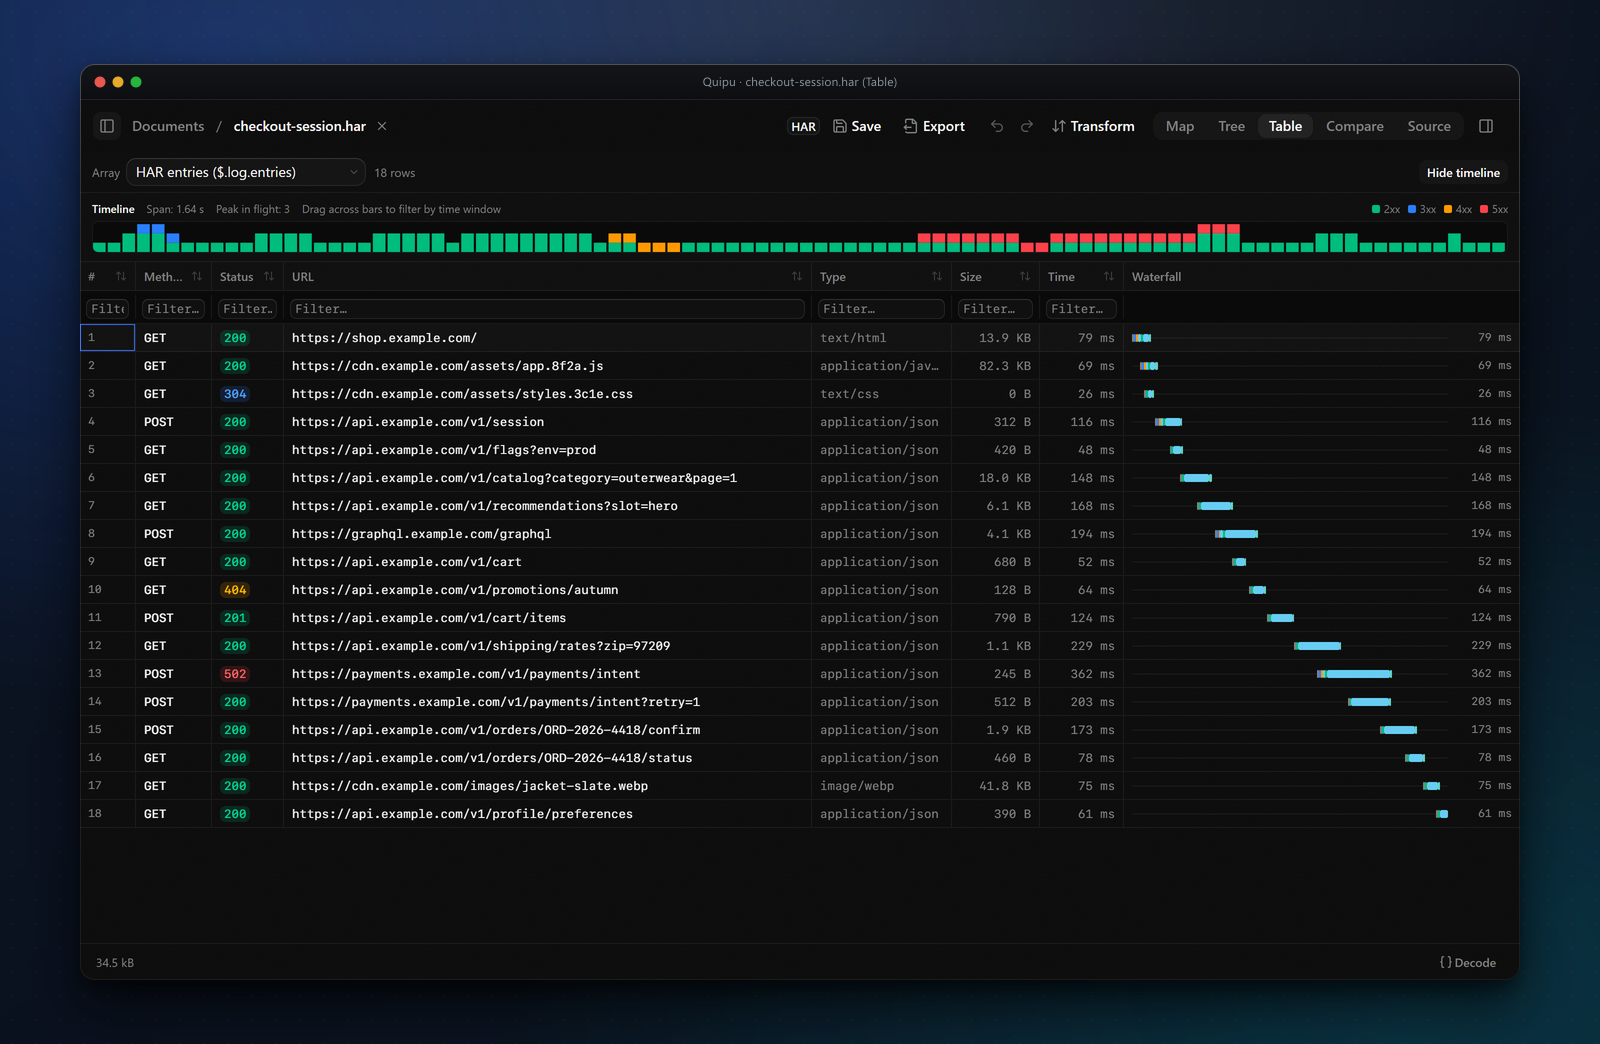 Quipu · checkout-session.har (Table)
Documents / checkout-session.har ×
HAR Save Export Transform Map Tree Table Compare Source
Array HAR entries ($.log.entries) 18 rows Hide timeline
Timeline Span: 1.64 s Peak in flight: 3 Drag across bars to filter by time window 2xx 3xx 4xx 5xx
# Meth... Status URL Type Size Time Waterfall
Filte Filter... Filter. Filter... Filter... Filter... Filter...
1 GET 200 https://shop.example.com/ text/html 13.9 KB 79 ms 79 ms
2 GET 200 https://cdn.example.com/assets/app.8f2a.js application/jav... 82.3 KB 69 ms 69 ms
3 GET 304 https://cdn.example.com/assets/styles.3c1e.css text/css 0 B 26 ms 26 ms
4 POST 200 https://api.example.com/v1/session application/json 312 B 116 ms 116 ms
5 GET 200 https://api.example.com/v1/flags?env=prod application/json 420 B 48 ms 48 ms
6 GET 200 https://api.example.com/v1/catalog?category=outerwear&page=1 application/json 18.0 KB 148 ms 148 ms
7 GET 200 https://api.example.com/v1/recommendations?slot=hero application/json 6.1 KB 168 ms 168 ms
8 POST 200 https://graphql.example.com/graphql application/json 4.1 KB 194 ms 194 ms
9 GET 200 https://api.example.com/v1/cart application/json 680 B 52 ms 52 ms
10 GET 404 https://api.example.com/v1/promotions/autumn application/json 128 B 64 ms 64 ms
11 POST 201 https://api.example.com/v1/cart/items application/json 790 B 124 ms 124 ms
12 GET 200 https://api.example.com/v1/shipping/rates?zip=97209 application/json 1.1 KB 229 ms 229 ms
13 POST 502 https://payments.example.com/v1/payments/intent application/json 245 B 362 ms 362 ms
14 POST 200 https://payments.example.com/v1/payments/intent?retry=1 application/json 512 B 203 ms 203 ms
15 POST 200 https://api.example.com/v1/orders/ORD-2026-4418/confirm application/json 1.9 KB 173 ms 173 ms
16 GET 200 https://api.example.com/v1/orders/ORD-2026-4418/status application/json 460 B 78 ms 78 ms
17 GET 200 https://cdn.example.com/images/jacket-slate.webp image/webp 41.8 KB 75 ms 75 ms
18 GET 200 https://api.example.com/v1/profile/preferences application/json 390 B 61 ms 61 ms
34.5 kB {} Decode